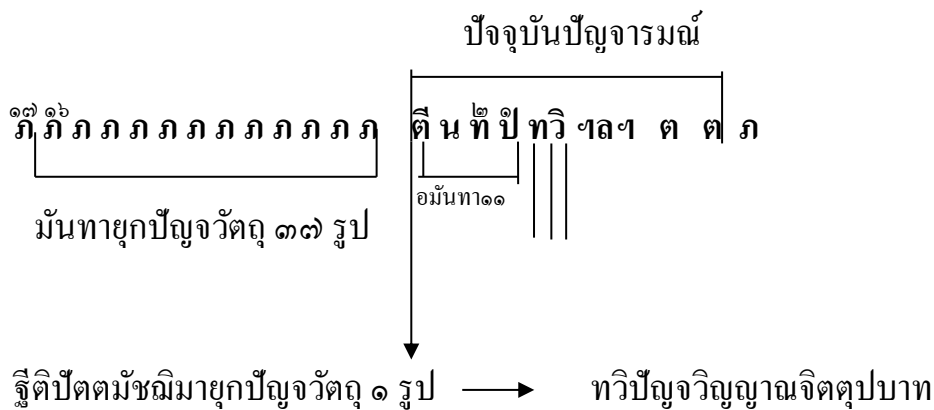 ปัจจุบันปัญจารมณ์
๑๗ ๑๖ ๒ ๑
ภ ภ ภ ภ ภ ภ ภ ภ ภ ภ ภ ภ ภ ตี น ท ป ทวิ ฯลฯ ต ต ภ
อมันทา๑๑
มันทายุกปัญจวัตถุ ๓๗ รูป
ฐีติปัตตมัชฌิมายุกปัญจวัตถุ ๑ รูป ทวิปัญจวิญญาณจิตตุปบาท